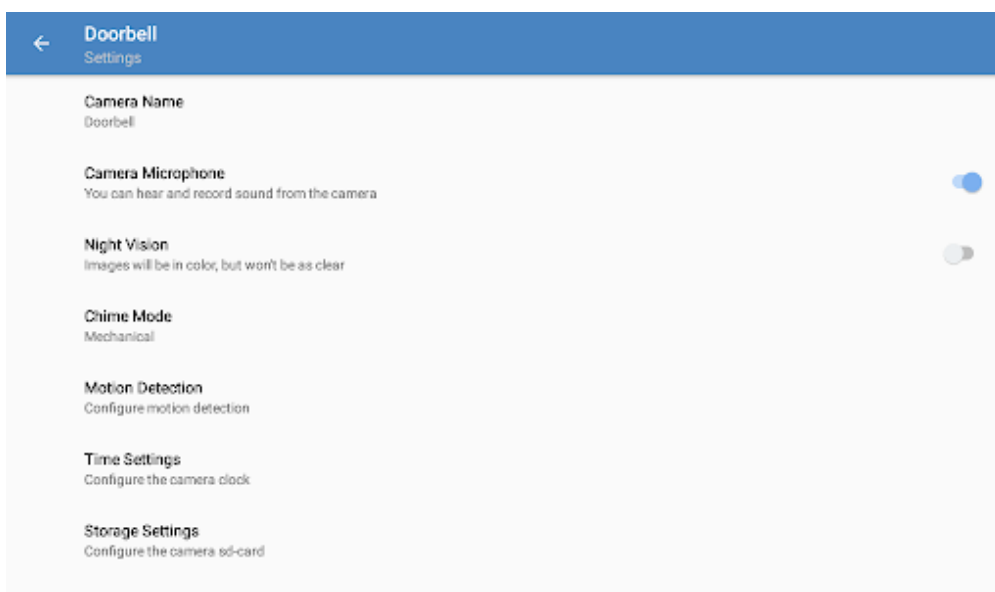 Doorbell
Settings
Camera Name
Doorbell
Camera Microphone
You can hear and record sound from the camera
Night Vision
Images will be in color, but won't be as clear
Chime Mode
Mechanical
Motion Detection
Configure motion detection
Time Settings
Configure the camera clock
Storage Settings
Configure the camera sd-card